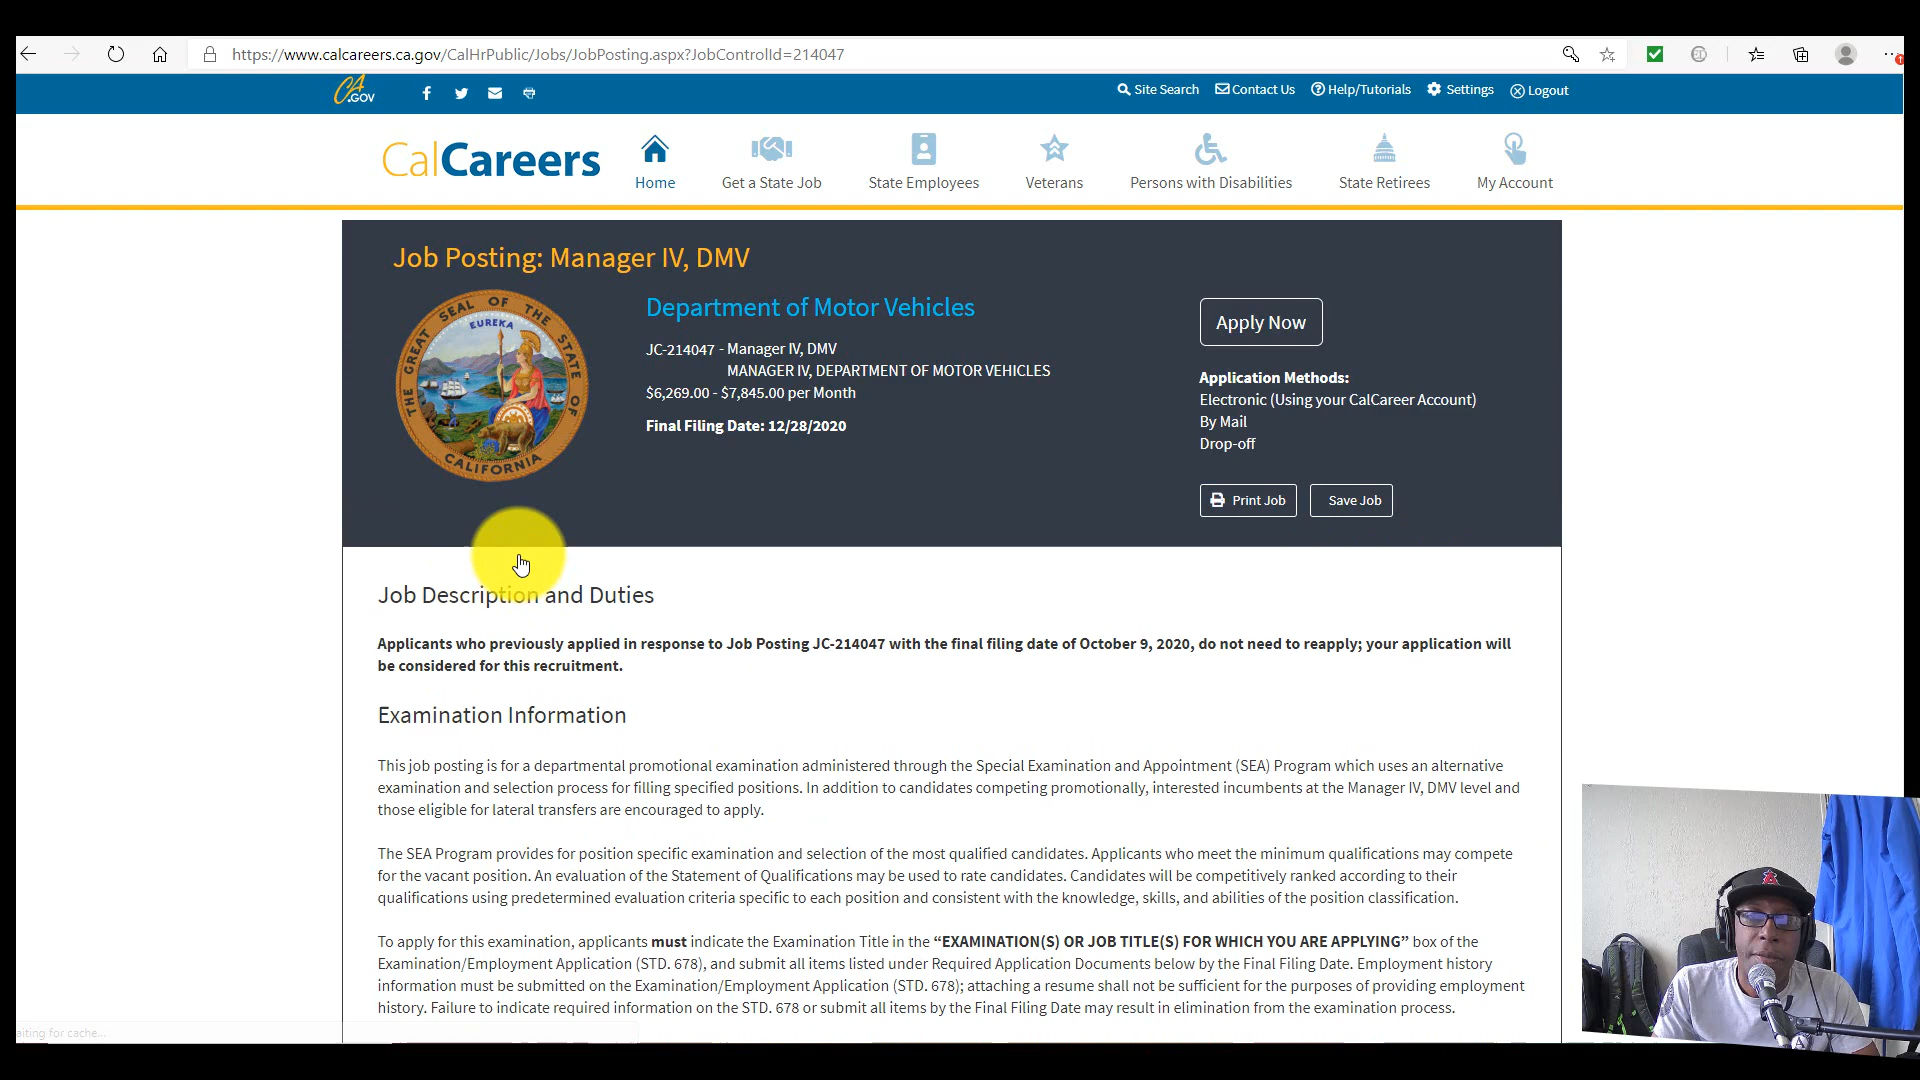 https://www.calcareers.ca.gov/CalHrPublic/Jobs/JobPosting.aspx?JobControlId=214047
CA.GOV
Site Search
Contact Us
Help/Tutorials
Settings
Logout
CalCareers
Home
Get a State Job
State Employees
Veterans
Persons with Disabilities
State Retirees
My Account
Job Posting: Manager IV, DMV
THE GREAT SEAL OF THE STATE OF CALIFORNIA
EUREKA
Department of Motor Vehicles
JC-214047 - Manager IV, DMV
MANAGER IV, DEPARTMENT OF MOTOR VEHICLES
$6,269.00 - $7,845.00 per Month
Final Filing Date: 12/28/2020
Apply Now
Application Methods:
Electronic (Using your CalCareer Account)
By Mail
Drop-off
Print Job
Save Job
Job Description and Duties
Applicants who previously applied in response to Job Posting JC-214047 with the final filing date of October 9, 2020, do not need to reapply; your application will
be considered for this recruitment.
Examination Information
This job posting is for a departmental promotional examination administered through the Special Examination and Appointment (SEA) Program which uses an alternative
examination and selection process for filling specified positions. In addition to candidates competing promotionally, interested incumbents at the Manager IV, DMV level and
those eligible for lateral transfers are encouraged to apply.
The SEA Program provides for position specific examination and selection of the most qualified candidates. Applicants who meet the minimum qualifications may compete
for the vacant position. An evaluation of the Statement of Qualifications may be used to rate candidates. Candidates will be competitively ranked according to their
qualifications using predetermined evaluation criteria specific to each position and consistent with the knowledge, skills, and abilities of the position classification.
To apply for this examination, applicants must indicate the Examination Title in the “EXAMINATION(S) OR JOB TITLE(S) FOR WHICH YOU ARE APPLYING” box of the
Examination/Employment Application (STD. 678), and submit all items listed under Required Application Documents below by the Final Filing Date. Employment history
information must be submitted on the Examination/Employment Application (STD. 678); attaching a resume shall not be sufficient for the purposes of providing employment
history. Failure to indicate required information on the STD. 678 or submit all items by the Final Filing Date may result in elimination from the examination process.
aiting for cache...
A
A